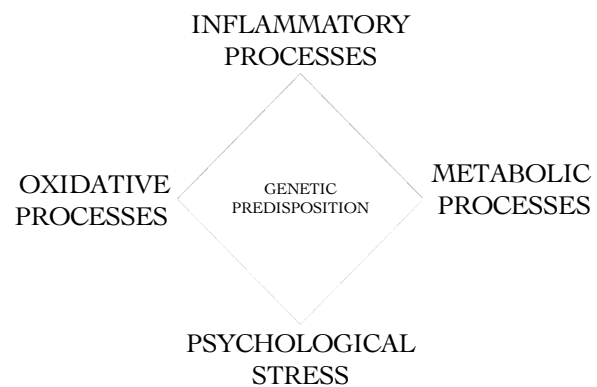 INFLAMMATORY
PROCESSES
OXIDATIVE
PROCESSES
GENETIC
PREDISPOSITION
METABOLIC
PROCESSES
PSYCHOLOGICAL
STRESS